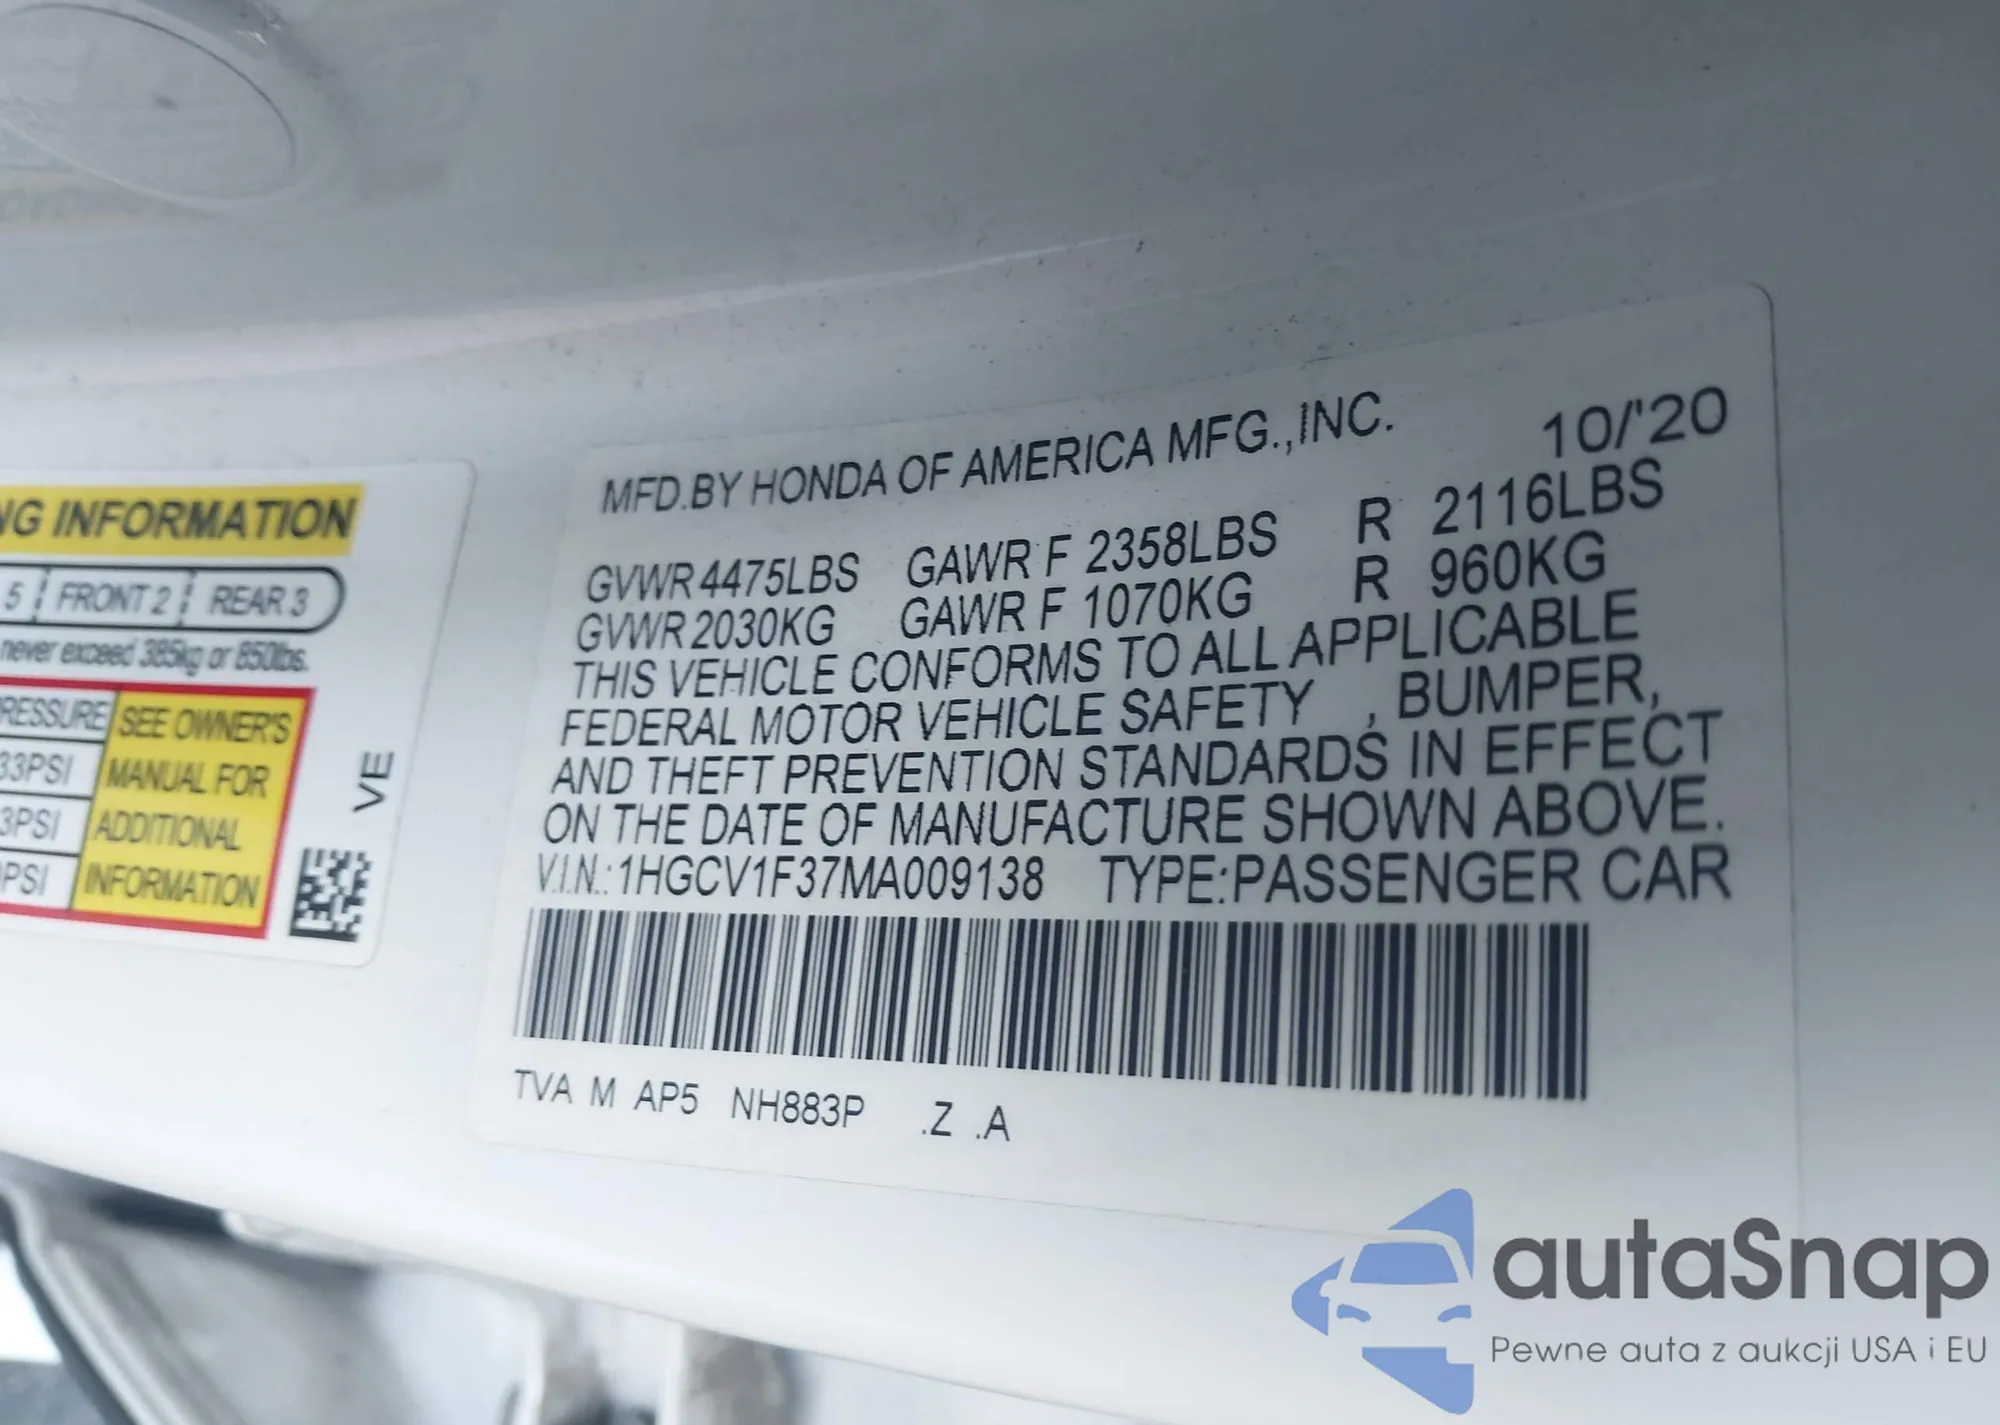 NG INFORMATION
5 FRONT 2 REAR 3
never exceed 385kg or 850lbs.
RESSURE SEE OWNER'S
33PSI MANUAL FOR
3PSI ADDITIONAL
PSI INFORMATION
VE
MFD.BY HONDA OF AMERICA MFG.,INC. 10/'20
GVWR 4475LBS GAWR F 2358LBS R 2116LBS
GVWR 2030KG GAWR F 1070KG R 960KG
THIS VEHICLE CONFORMS TO ALL APPLICABLE
FEDERAL MOTOR VEHICLE SAFETY , BUMPER,
AND THEFT PREVENTION STANDARDS IN EFFECT
ON THE DATE OF MANUFACTURE SHOWN ABOVE.
V.I.N.: 1HGCV1F37MA009138 TYPE:PASSENGER CAR
TVA M AP5 NH883P .Z .A
autaSnap
Pewne auta z aukcji USA i EU